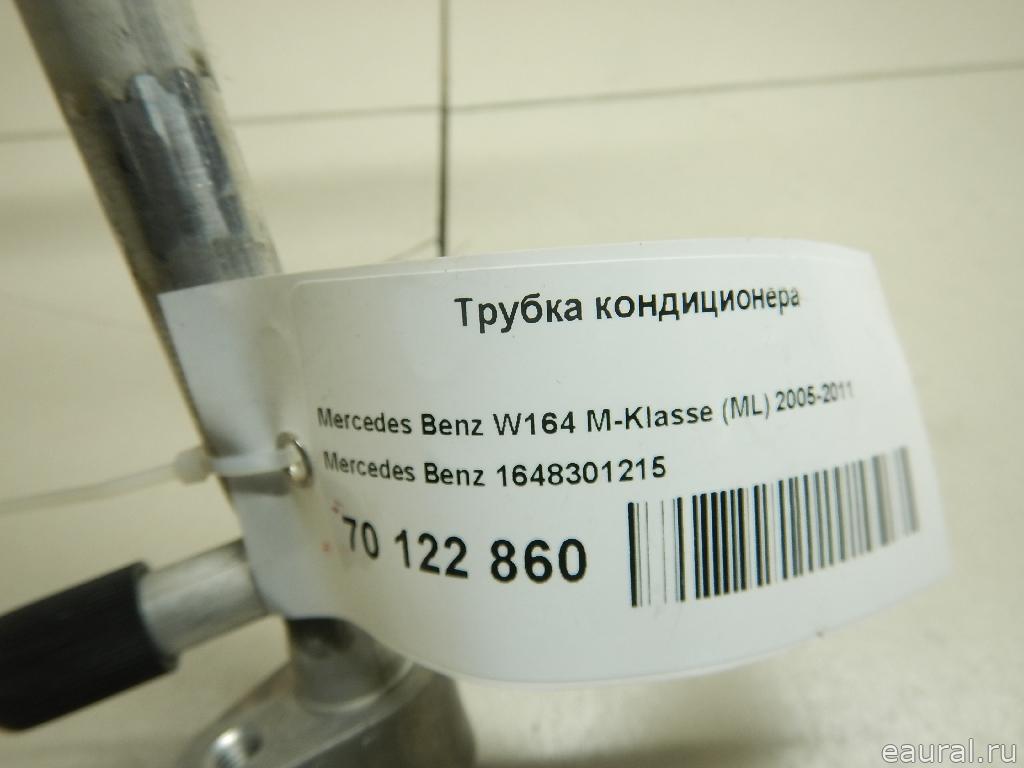 Трубка кондиционера
Mercedes Benz W164 M-Klasse (ML) 2005-2011
Mercedes Benz 1648301215
70 122 860
eaural.ru